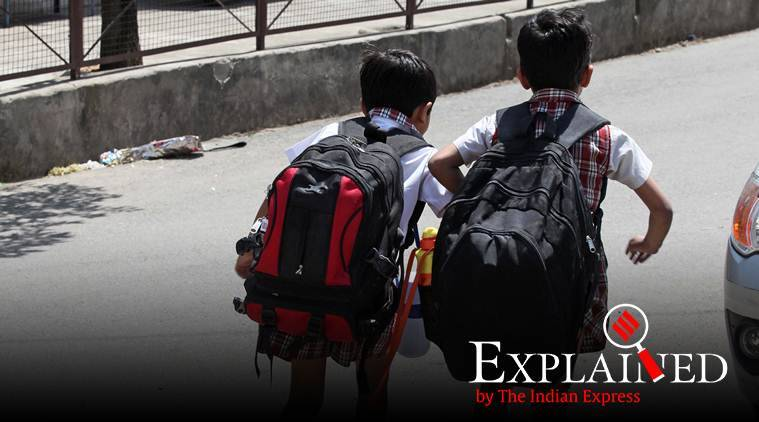 EXPLAINED
by The Indian Express